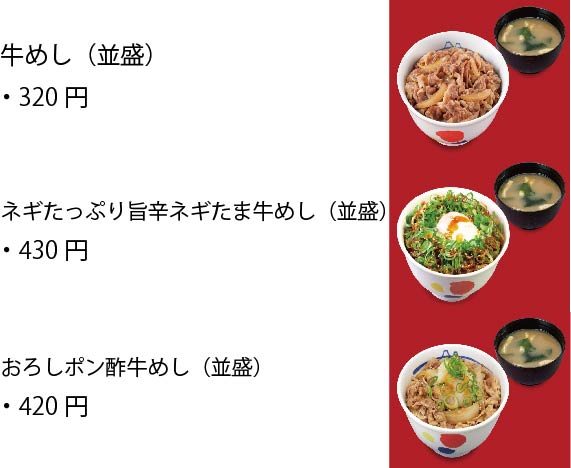 牛めし（並盛）
・320 円
ネギたっぷり旨辛ネギたま牛めし（並盛）
・430 円
おろしポン酢牛めし（並盛）
・420 円